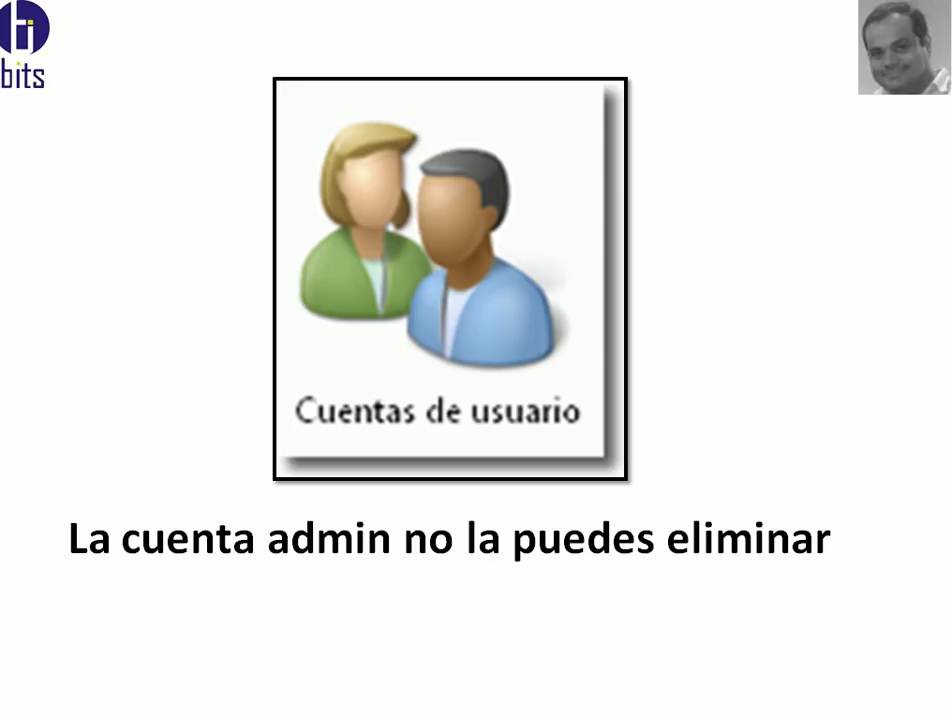 bits
Cuentas de usuario
La cuenta admin no la puedes eliminar